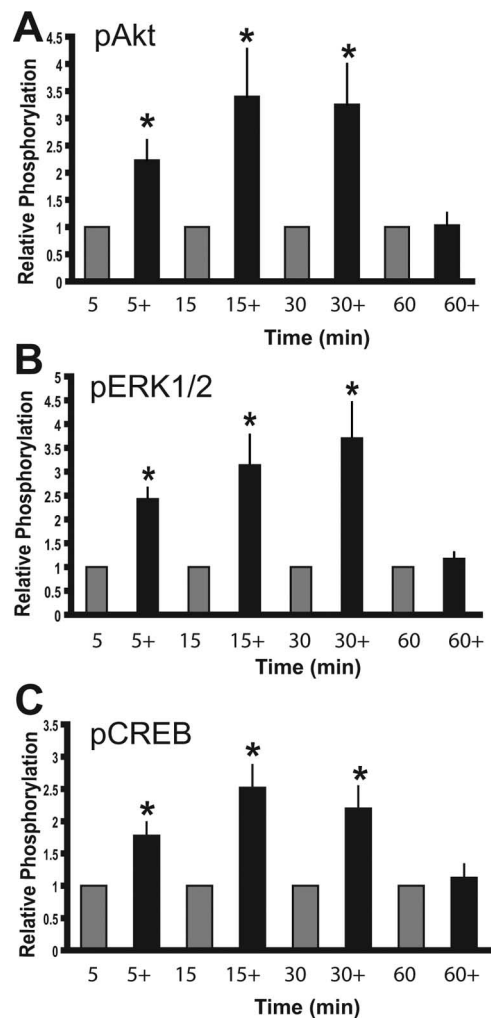 A
pAkt
Relative Phosphorylation
4.5
4
3.5
3
2.5
2
1.5
1
0.5
0
* * *
5 5+ 15 15+ 30 30+ 60 60+
Time (min)
B
pERK1/2
Relative Phosphorylation
5
4.5
4
3.5
3
2.5
2
1.5
1
0.5
0
* * *
5 5+ 15 15+ 30 30+ 60 60+
Time (min)
C
pCREB
Relative Phosphorylation
3.5
3
2.5
2
1.5
1
0.5
0
* * *
5 5+ 15 15+ 30 30+ 60 60+
Time (min)